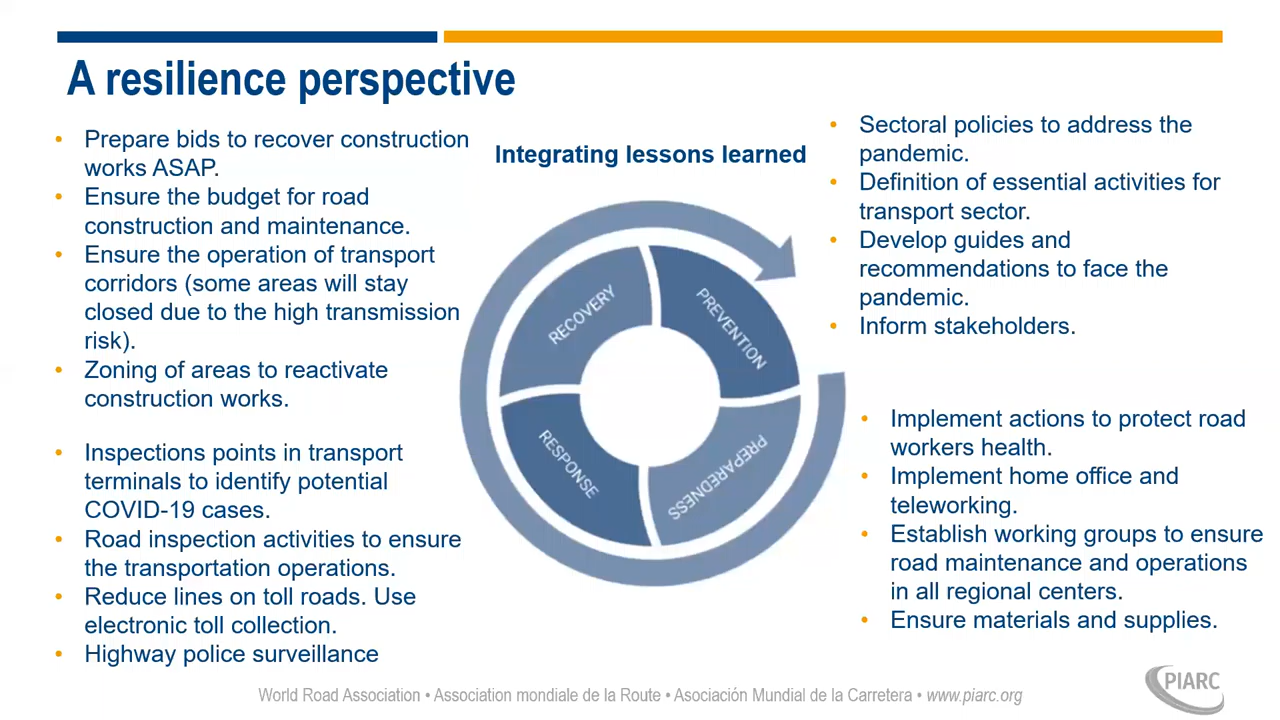 A resilience perspective
• Prepare bids to recover construction
works ASAP.
• Ensure the budget for road
construction and maintenance.
• Ensure the operation of transport
corridors (some areas will stay
closed due to the high transmission
risk).
• Zoning of areas to reactivate
construction works.
• Inspections points in transport
terminals to identify potential
COVID-19 cases.
• Road inspection activities to ensure
the transportation operations.
• Reduce lines on toll roads. Use
electronic toll collection.
• Highway police surveillance
Integrating lessons learned
RECOVERY
PREVENTION
RESPONSE
PREPAREDNESS
• Sectoral policies to address the
pandemic.
• Definition of essential activities for
transport sector.
• Develop guides and
recommendations to face the
pandemic.
• Inform stakeholders.
• Implement actions to protect road
workers health.
• Implement home office and
teleworking.
• Establish working groups to ensure
road maintenance and operations
in all regional centers.
• Ensure materials and supplies.
World Road Association • Association mondiale de la Route • Asociación Mundial de la Carretera • www.piarc.org
PIARC